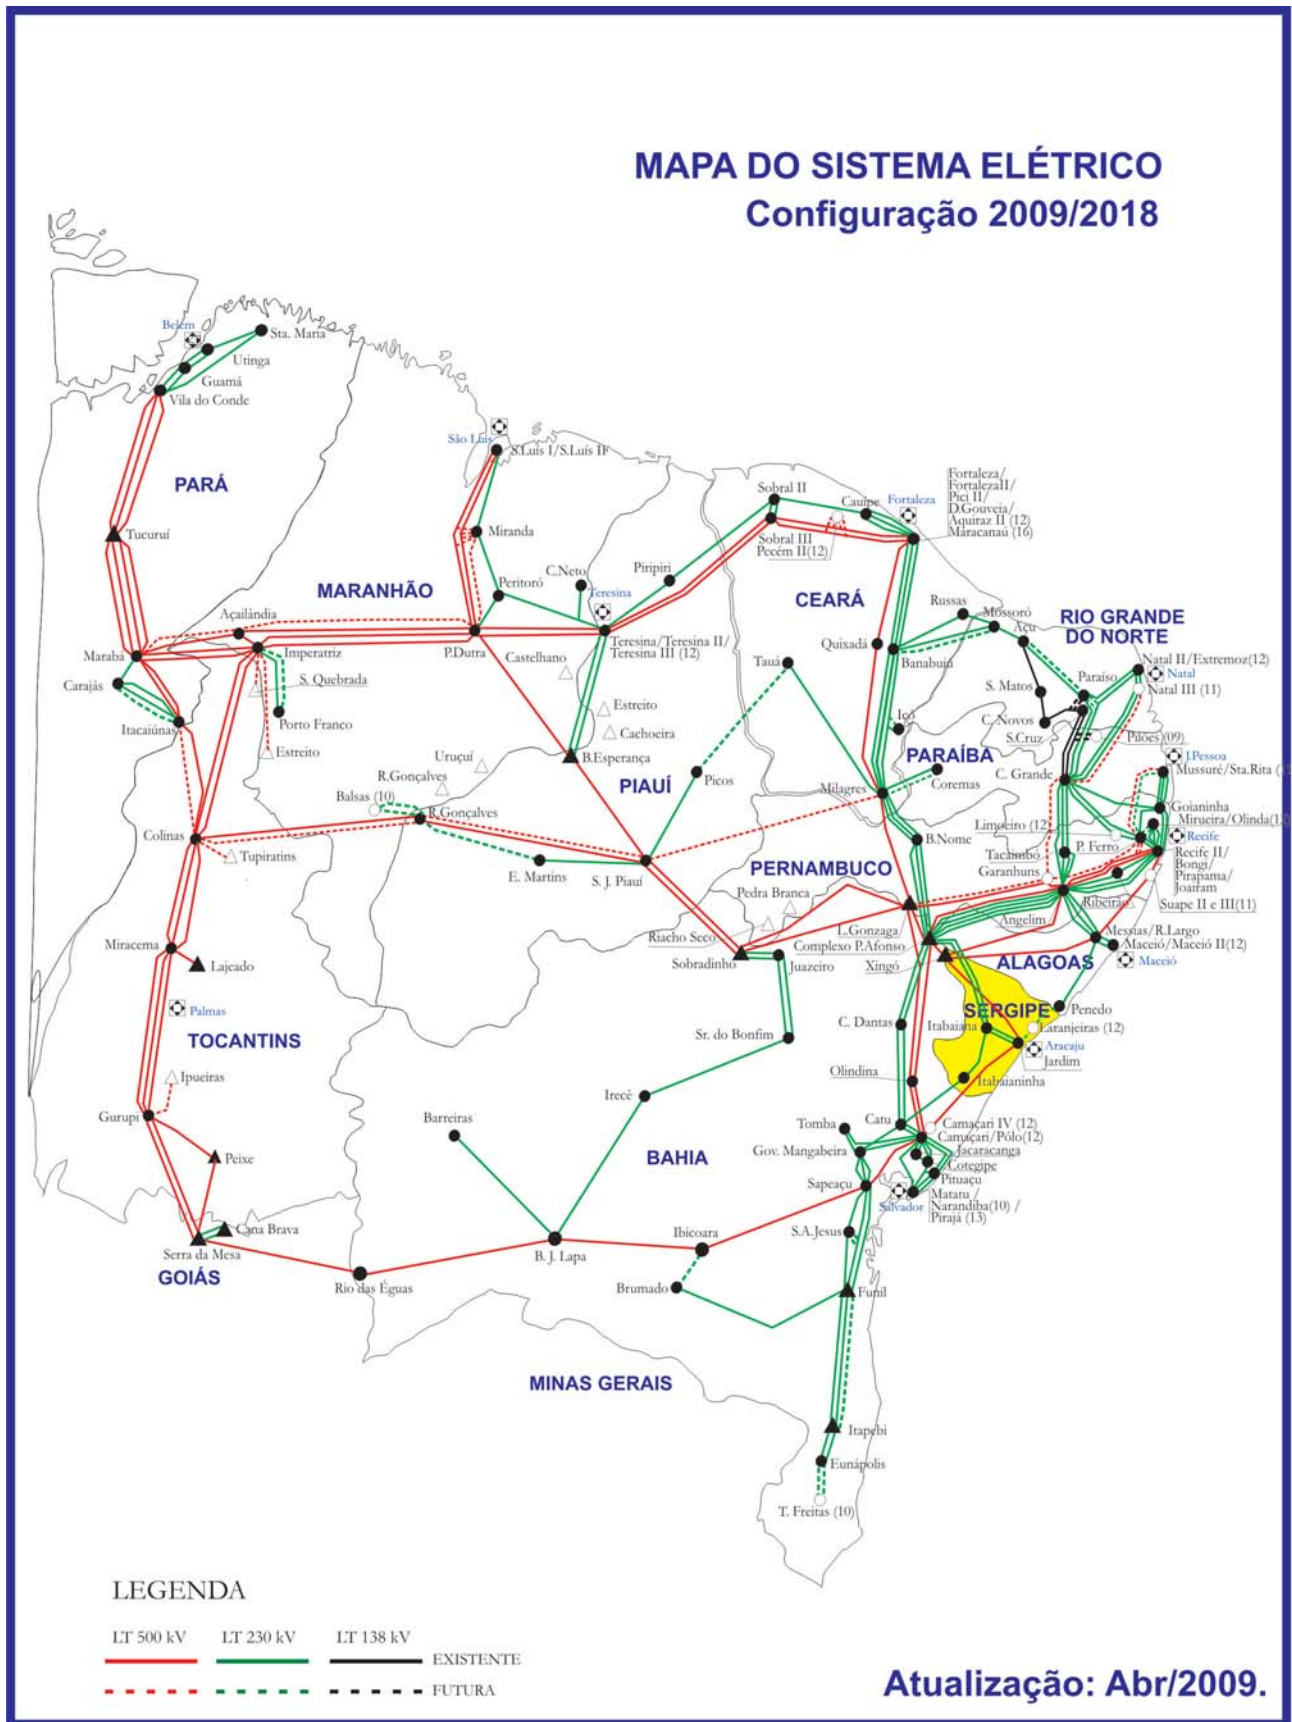 MAPA DO SISTEMA ELÉTRICO
Configuração 2009/2018
Belém
Sta. Maria
Utinga
Guamá
Vila do Conde
PARÁ
São Luís
S.Luís I/S.Luís II
Tucuruí
Miranda
MARANHÃO
Peritoró
C.Neto
Teresina
Piripiri
Sobral II
Cauípe
Fortaleza
Fortaleza/
FortalezaII/
Pici II/
D.Gouveia/
Aquiraz II (12)
Maracanaú (16)
Sobral III
Pecém II(12)
CEARÁ
Açailândia
Marabá
Imperatriz
P.Dutra
Teresina/Teresina II/
Teresina III (12)
Castelhano
Carajás
S. Quebrada
Itacaiúnas
Porto Franco
Estreito
Estreito
Cachoeira
B.Esperança
Uruçuí
R.Gonçalves
Balsas (10)
R.Gonçalves
PIAUÍ
Picos
Tauá
Quixadá
Banabuiú
Russas
Mossoró
Açu
RIO GRANDE
DO NORTE
Natal II/Extremoz(12)
Natal
Natal III (11)
Paraíso
S. Matos
C. Novos
S.Cruz
Icó
PARAÍBA
Pilões (09)
J.Pessoa
Mussuré/Sta.Rita
C. Grande
Coremas
Milagres
Goianinha
Mirueira/Olinda
Limoeiro (12)
Recife
Colinas
Tupiratins
E. Martins
S. J. Piauí
B.Nome
Tacaimbó
P. Ferro
Garanhuns
Recife II/
Bongi/
Pirapama/
Joairam
PERNAMBUCO
Pedra Branca
Ribeirão
Suape II e III(11)
Angelim
L.Gonzaga
Complexo P.Afonso
Riacho Seco
Sobradinho
Juazeiro
Xingó
Messias/R.Largo
Maceió/Maceió II(12)
Maceió
ALAGOAS
Miracema
Lajeado
Palmas
TOCANTINS
SERGIPE
Penedo
Itabaiana
Laranjeiras (12)
Aracaju
Jardim
C. Dantas
Sr. do Bonfim
Olindina
Itabaianinha
Ipueiras
Gurupi
Irecê
Barreiras
Catu
Tomba
Camaçari IV (12)
Camaçari/Pólo(12)
Gov. Mangabeira
Jacaracanga
Cotegipe
Pituaçu
BAHIA
Peixe
Sapeaçu
Salvador
Matatu /
Narandiba(10) /
Pirajá (13)
Cana Brava
Serra da Mesa
GOIÁS
Rio das Éguas
B. J. Lapa
Ibicoara
S.A.Jesus
Brumado
Funil
MINAS GERAIS
Itapebi
Eunápolis
T. Freitas (10)
LEGENDA
LT 500 kV LT 230 kV LT 138 kV
EXISTENTE
FUTURA
Atualização: Abr/2009.